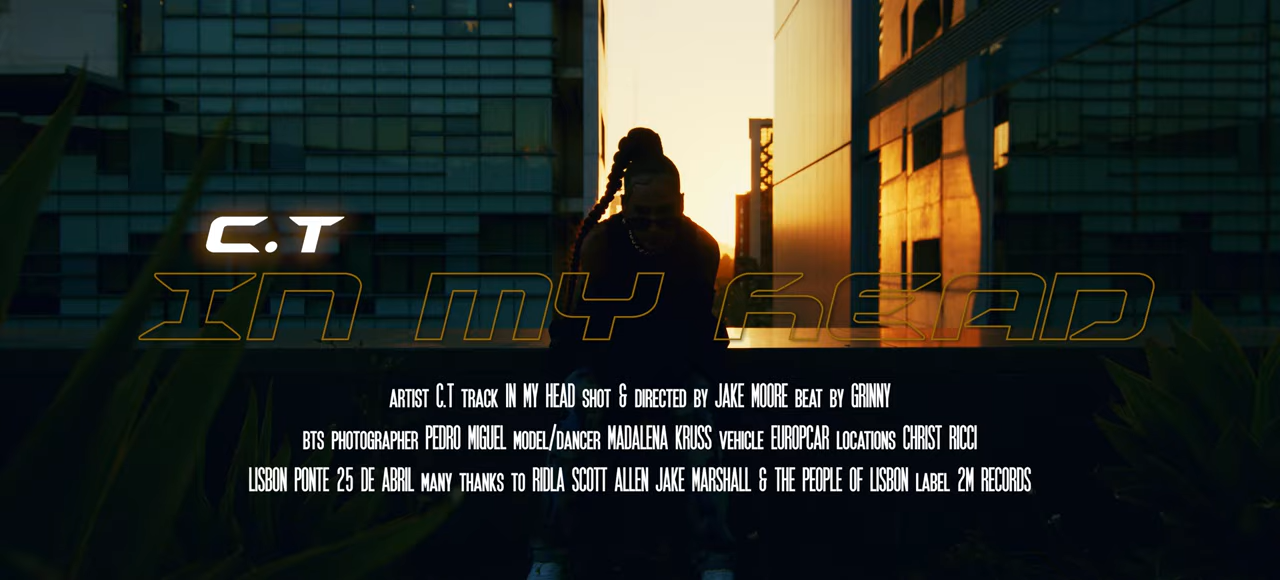 C.T
IN MY HEAD
ARTIST C.T TRACK IN MY HEAD SHOT & DIRECTED BY JAKE MOORE BEAT BY GRINNY
BTS PHOTOGRAPHER PEDRO MIGUEL MODEL/DANCER MADALENA KRUSS VEHICLE EUROPCAR LOCATIONS CHRIST RICCI
LISBON PONTE 25 DE ABRIL MANY THANKS TO RIDLA SCOTT ALLEN JAKE MARSHALL & THE PEOPLE OF LISBON LABEL 2M RECORDS